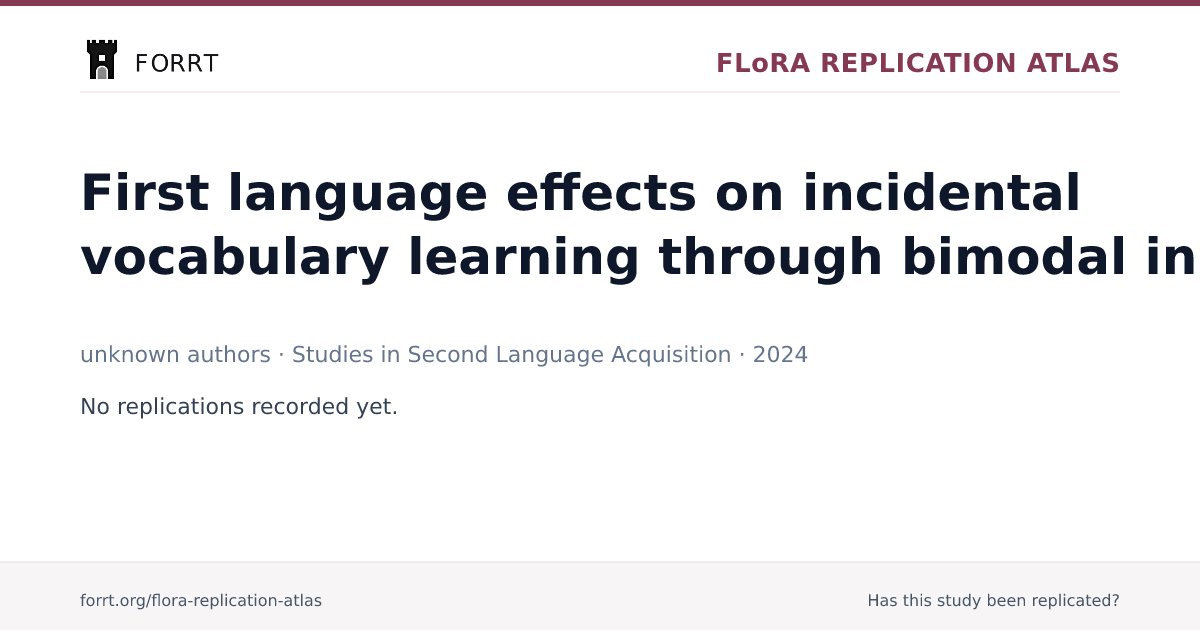 FORRT
FLoRA REPLICATION ATLAS
First language effects on incidental
vocabulary learning through bimodal in
unknown authors · Studies in Second Language Acquisition · 2024
No replications recorded yet.
forrt.org/flora-replication-atlas
Has this study been replicated?